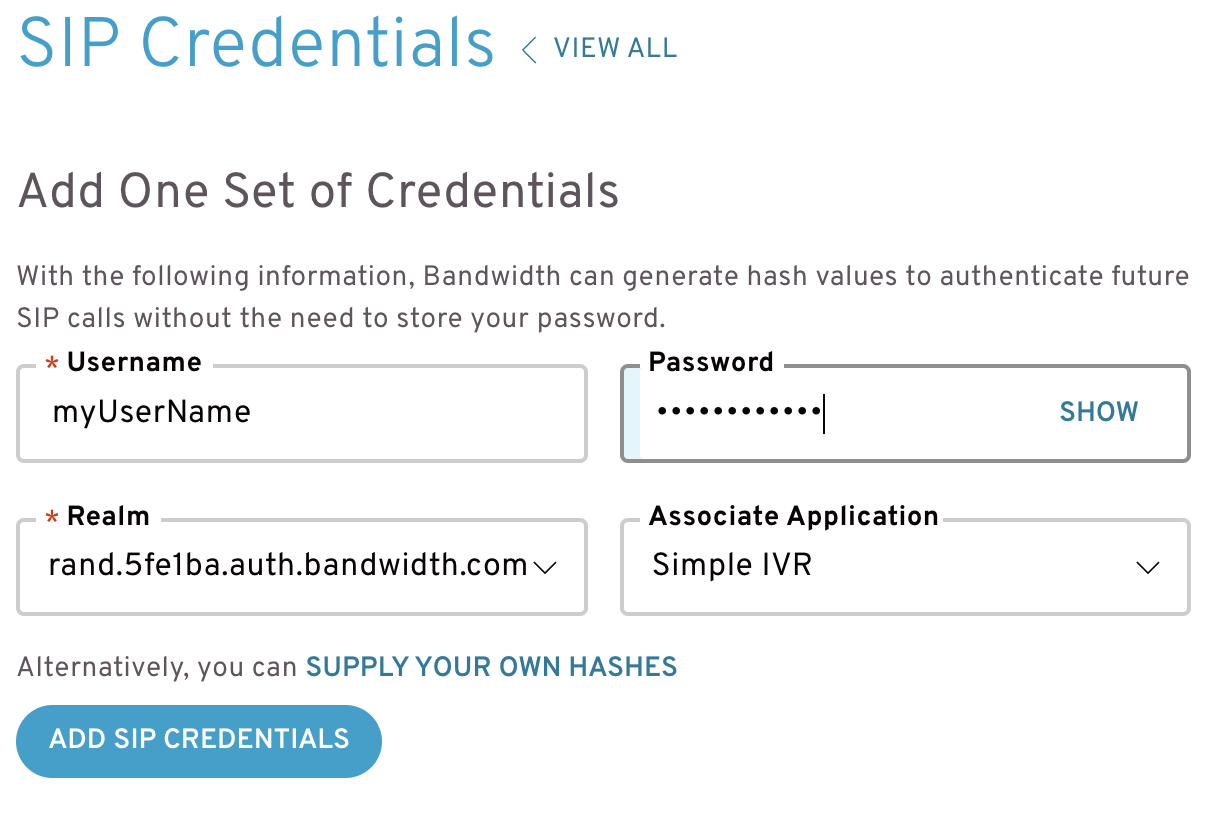 SIP Credentials < VIEW ALL
Add One Set of Credentials
With the following information, Bandwidth can generate hash values to authenticate future
SIP calls without the need to store your password.
* Username
myUserName
Password
•••••••••••• SHOW
* Realm
rand.5fe1ba.auth.bandwidth.com
Associate Application
Simple IVR
Alternatively, you can SUPPLY YOUR OWN HASHES
ADD SIP CREDENTIALS